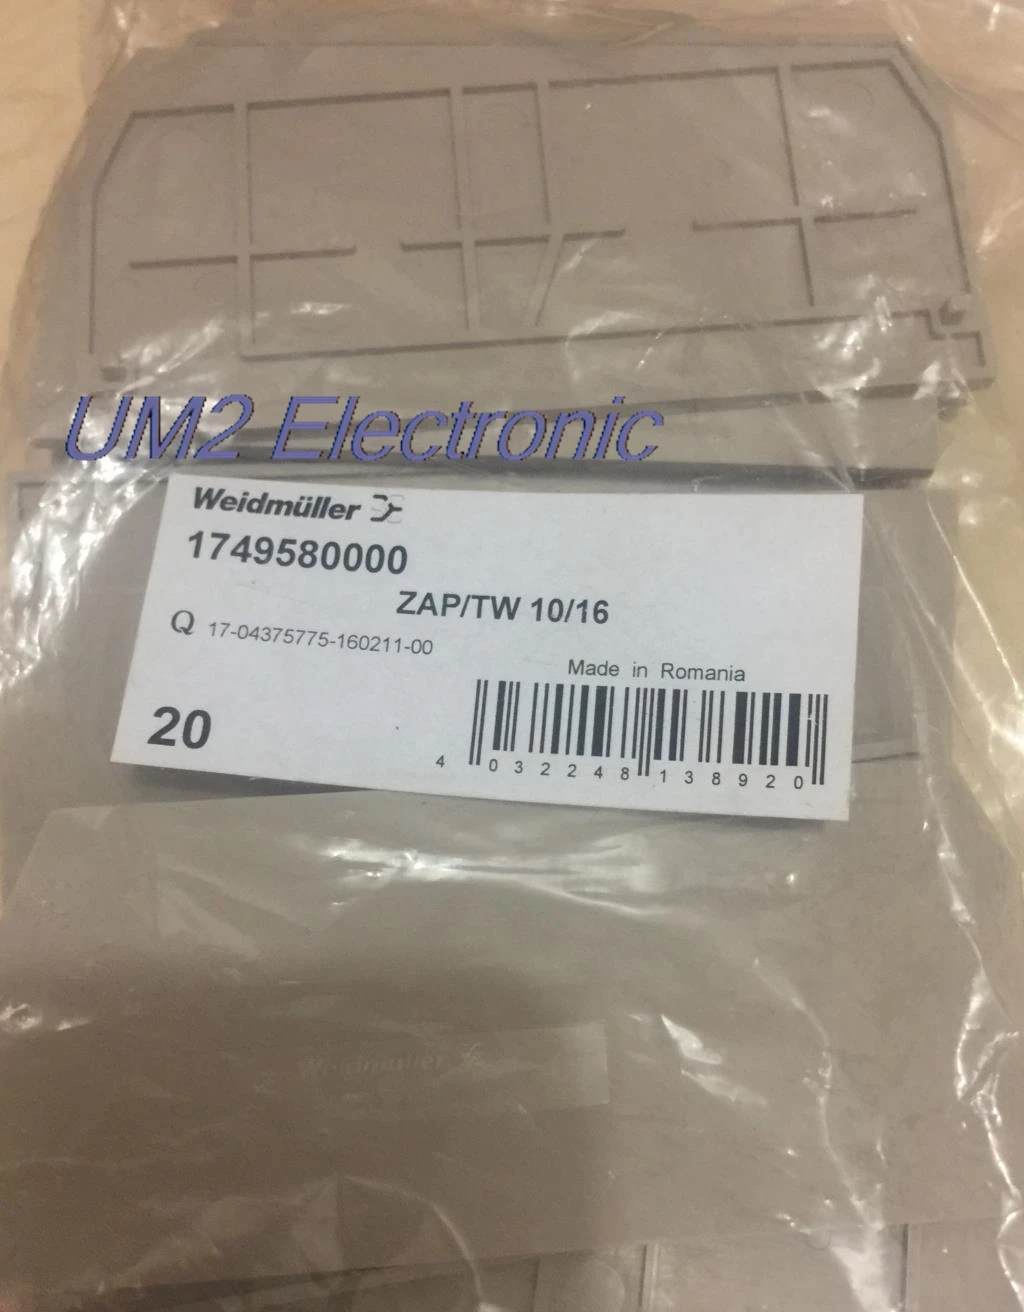 UM2 Electronic
Weidmüller
1749580000
ZAP/TW 10/16
Q 17-04375775-160211-00
Made in Romania
20
4 032248 138920
Weidmüller